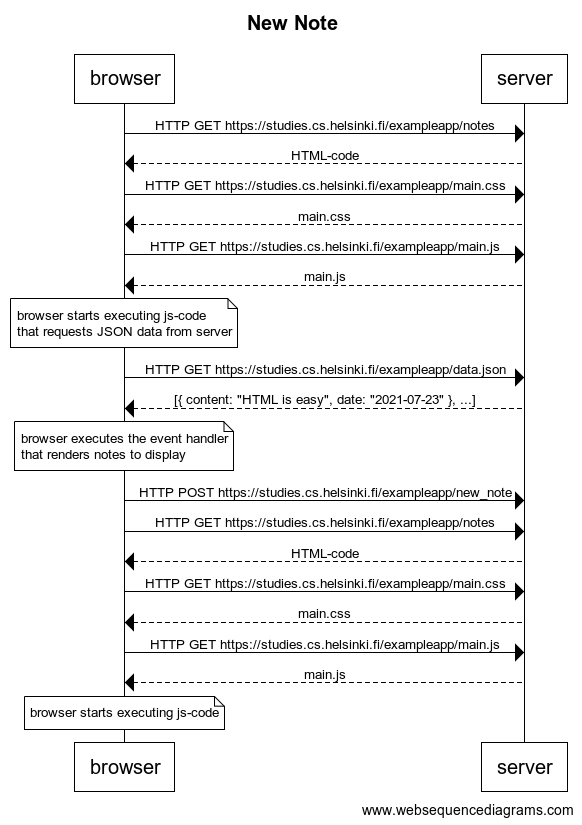 New Note
browser
server
HTTP GET https://studies.cs.helsinki.fi/exampleapp/notes
HTML-code
HTTP GET https://studies.cs.helsinki.fi/exampleapp/main.css
main.css
HTTP GET https://studies.cs.helsinki.fi/exampleapp/main.js
main.js
browser starts executing js-code
that requests JSON data from server
HTTP GET https://studies.cs.helsinki.fi/exampleapp/data.json
[{ content: "HTML is easy", date: "2021-07-23" }, ...]
browser executes the event handler
that renders notes to display
HTTP POST https://studies.cs.helsinki.fi/exampleapp/new_note
HTTP GET https://studies.cs.helsinki.fi/exampleapp/notes
HTML-code
HTTP GET https://studies.cs.helsinki.fi/exampleapp/main.css
main.css
HTTP GET https://studies.cs.helsinki.fi/exampleapp/main.js
main.js
browser starts executing js-code
browser
server
www.websequencediagrams.com